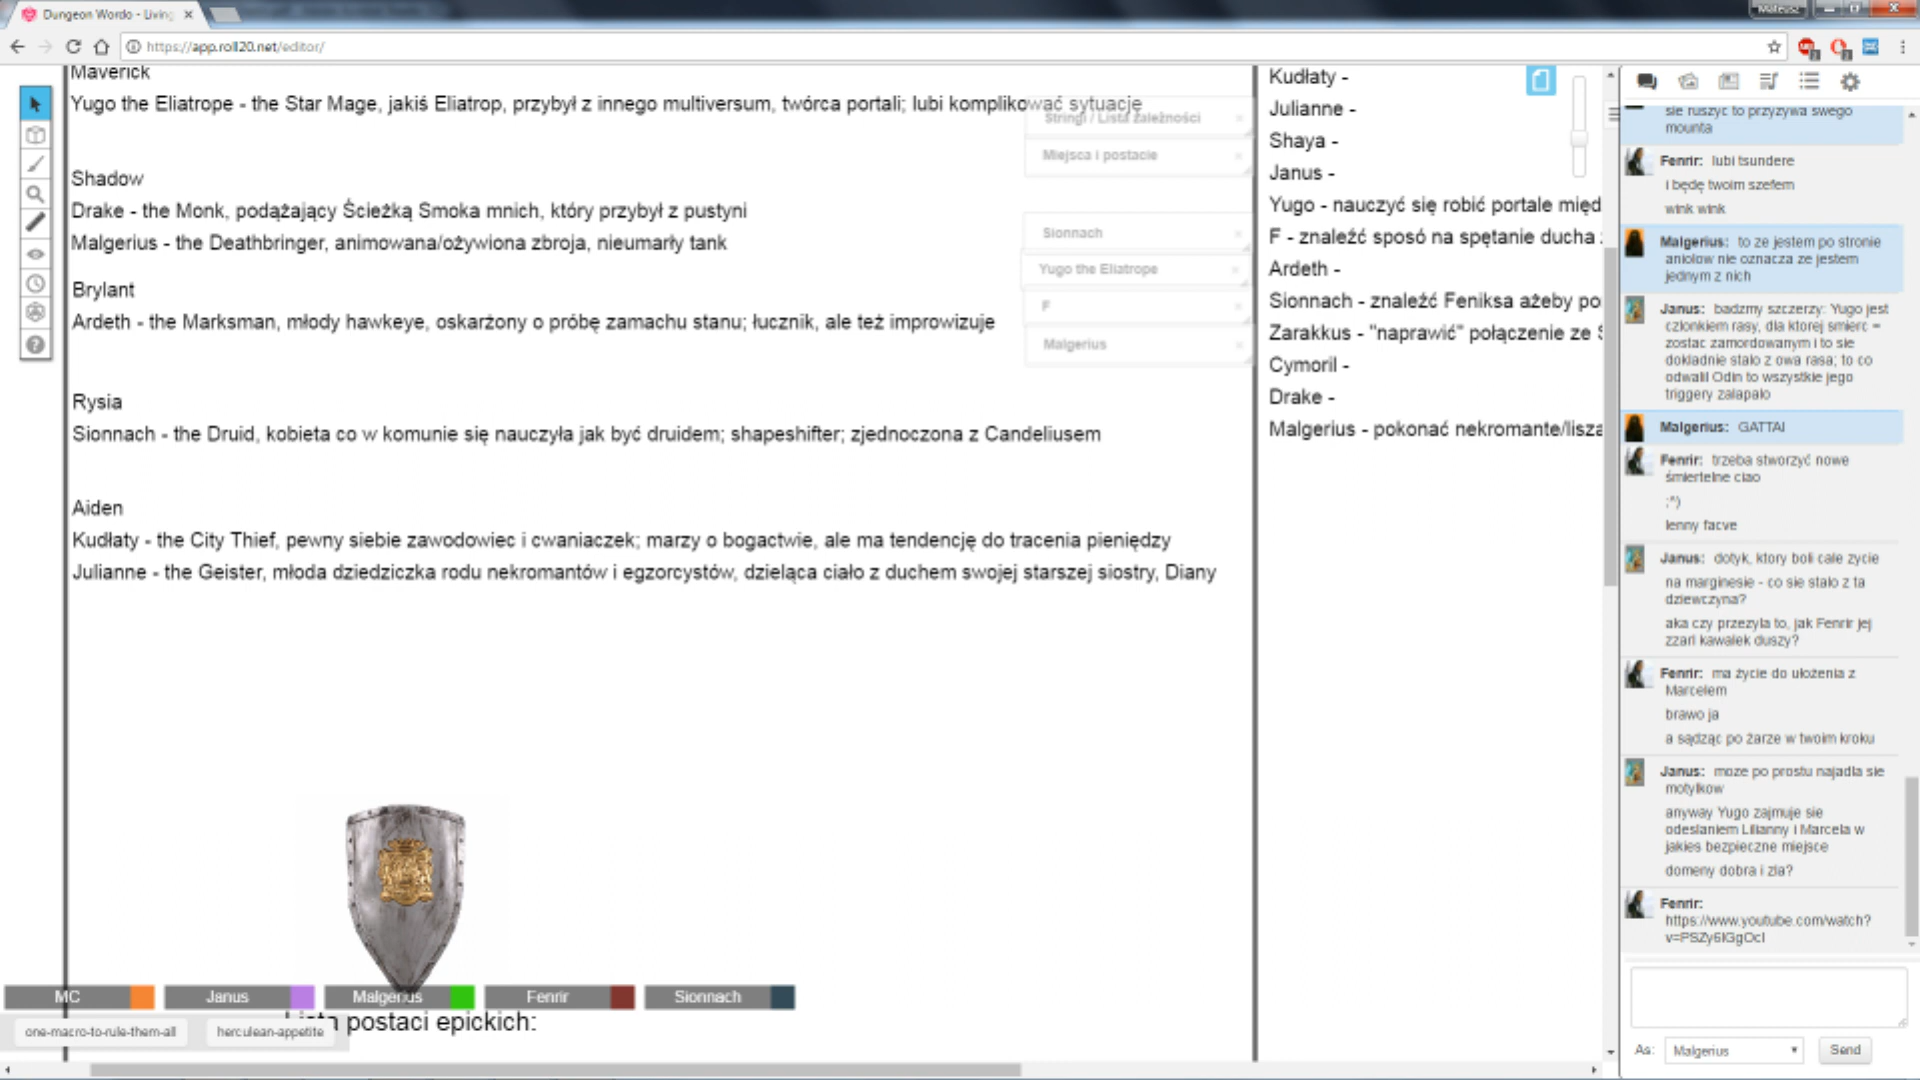 Dungeon Wordo - Living
Mateusz
https://app.roll20.net/editor/
Maverick
Yugo the Eliatrope - the Star Mage, jakiś Eliatrop, przybył z innego multiversum, twórca portali; lubi komplikować sytuację
Shadow
Drake - the Monk, podążający Ścieżką Smoka mnich, który przybył z pustyni
Malgerius - the Deathbringer, animowana/ożywiona zbroja, nieumarły tank
Brylant
Ardeth - the Marksman, młody hawkeye, oskarżony o próbę zamachu stanu; łucznik, ale też improwizuje
Rysia
Sionnach - the Druid, kobieta co w komunie się nauczyła jak być druidem; shapeshifter; zjednoczona z Candeliusem
Aiden
Kudłaty - the City Thief, pewny siebie zawodowiec i cwaniaczek; marzy o bogactwie, ale ma tendencję do tracenia pieniędzy
Julianne - the Geister, młoda dziedziczka rodu nekromantów i egzorcystów, dzieląca ciało z duchem swojej starszej siostry, Diany
Stringi / Lista zależności
Miejsca i postacie
Sionnach
Yugo the Eliatrope
F
Malgerius
Kudłaty -
Julianne -
Shaya -
Janus -
Yugo - nauczyć się robić portale międ
F - znaleźć sposó na spętanie ducha
Ardeth -
Sionnach - znaleźć Feniksa ażeby po
Zarakkus - "naprawić" połączenie ze
Cymoril -
Drake -
Malgerius - pokonać nekromante/lisza
sie ruszyc to przyzywa swego
mounta
Fenrir: lubi tsundere
i będę twoim szefem
wink wink
Malgerius: to ze jestem po stronie
aniolow nie oznacza ze jestem
jednym z nich
Janus: badzmy szczerzy: Yugo jest
czlonkiem rasy, dla ktorej smierc =
zostac zamordowanym i to sie
dokladnie stalo z owa rasa; to co
odwalil Odin to wszystkie jego
triggery zalapalo
Malgerius: GATTAI
Fenrir: trzeba stworzyć nowe
śmiertelne ciao
;^)
lenny facve
Janus: dotyk, ktory boli cale zycie
na marginesie - co sie stalo z ta
dziewczyna?
aka czy przezyla to, jak Fenrir jej
zzarl kawalek duszy?
Fenrir: ma życie do ułożenia z
Marcelem
brawo ja
a sądząc po żarze w twoim kroku
Janus: moze po prostu najadla sie
motylkow
anyway Yugo zajmuje sie
odeslaniem Lilianny i Marcela w
jakies bezpieczne miejsce
domeny dobra i zla?
Fenrir:
https://www.youtube.com/watch?
v=PSZy6IGgOcI
MC
Janus
Malgerius
Fenrir
Sionnach
one-macro-to-rule-them-all
herculean-appetite
Lista postaci epickich:
As:
Malgerius
Send